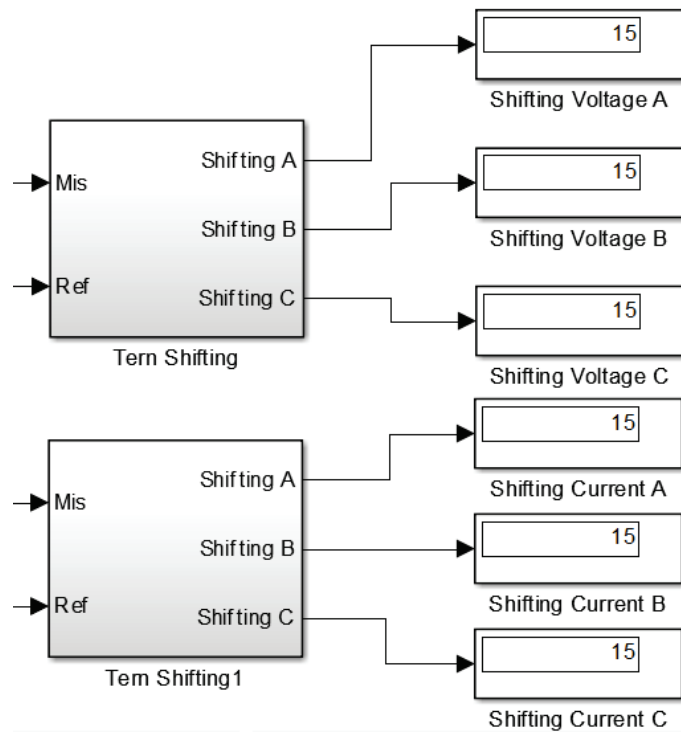 15
Shifting Voltage A
Mis
Ref
Shifting A
Shifting B
Shifting C
Tern Shifting
15
Shifting Voltage B
15
Shifting Voltage C
Mis
Ref
Shifting A
Shifting B
Shifting C
Tern Shifting1
15
Shifting Current A
15
Shifting Current B
15
Shifting Current C